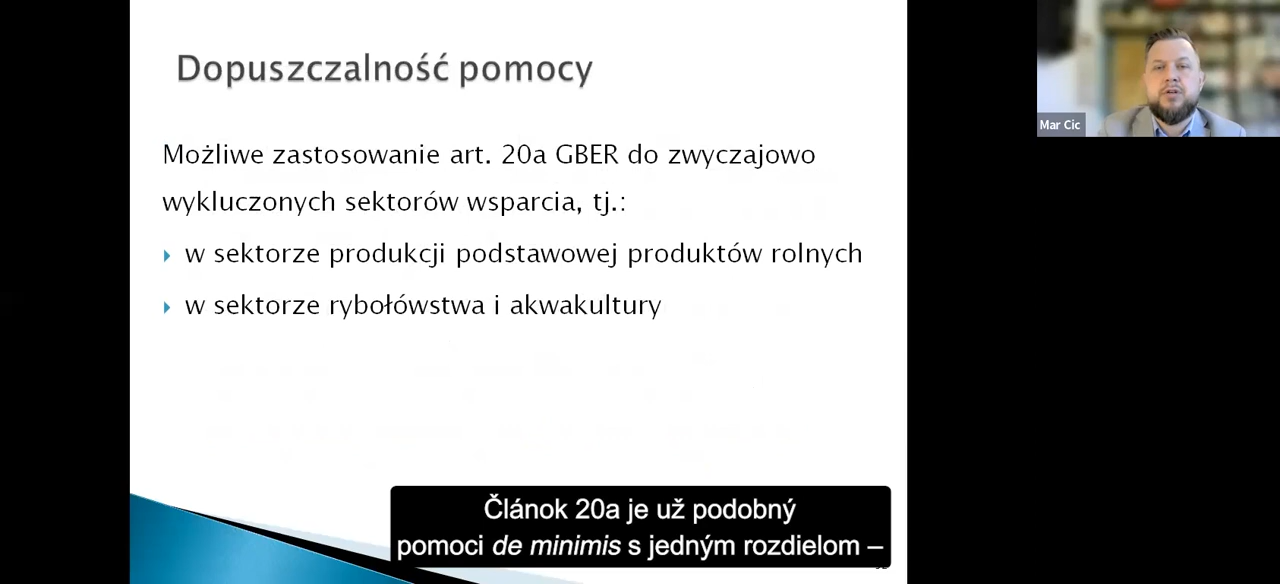 Dopuszczalność pomocy
Mar Cic
Możliwe zastosowanie art. 20a GBER do zwyczajowo
wykluczonych sektorów wsparcia, tj.:
w sektorze produkcji podstawowej produktów rolnych
w sektorze rybołówstwa i akwakultury
Článok 20a je už podobný
pomoci de minimis s jedným rozdielom –